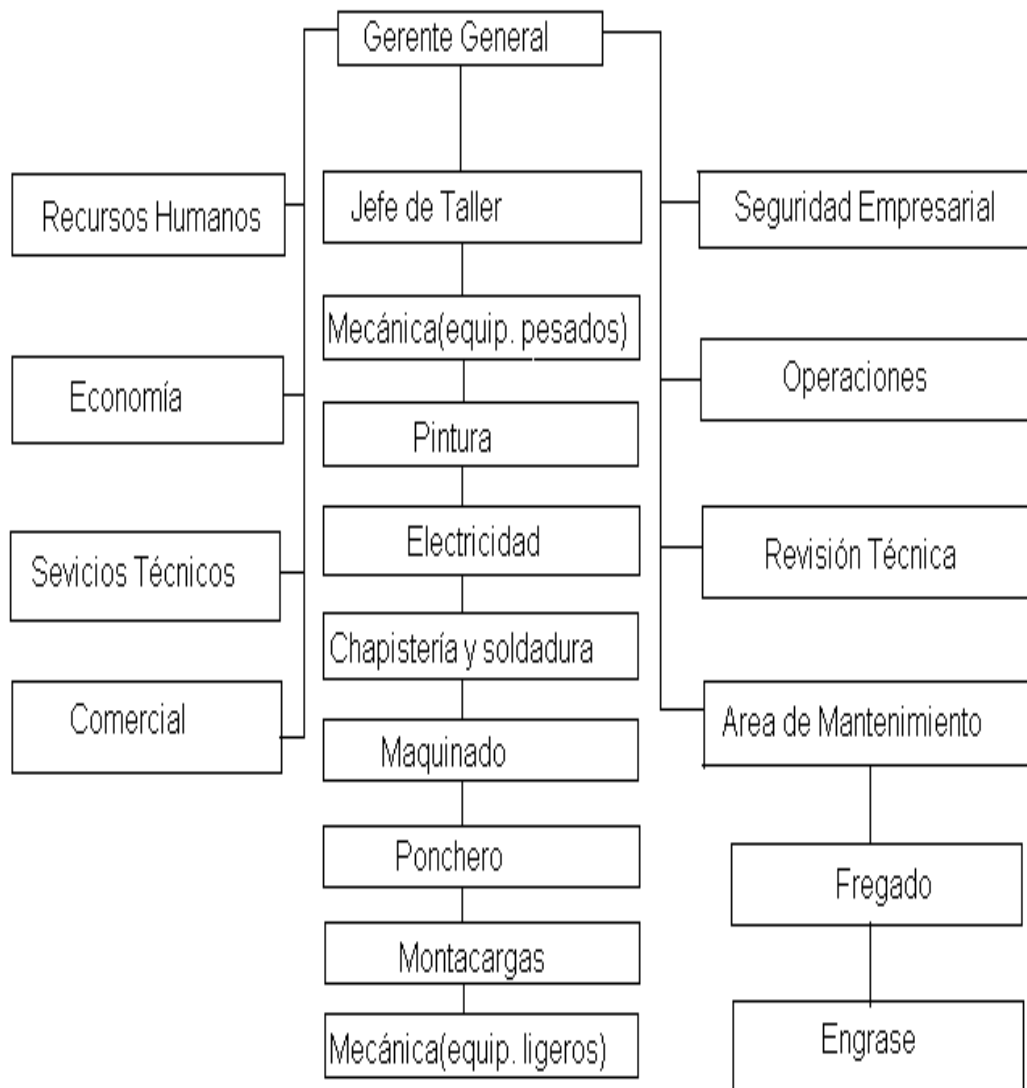 Gerente General
Recursos Humanos
Jefe de Taller
Seguridad Empresarial
Mecánica(equip. pesados)
Economía
Operaciones
Pintura
Sevicios Técnicos
Electricidad
Revisión Técnica
Chapistería y soldadura
Comercial
Maquinado
Area de Mantenimiento
Ponchero
Fregado
Montacargas
Mecánica(equip. ligeros)
Engrase